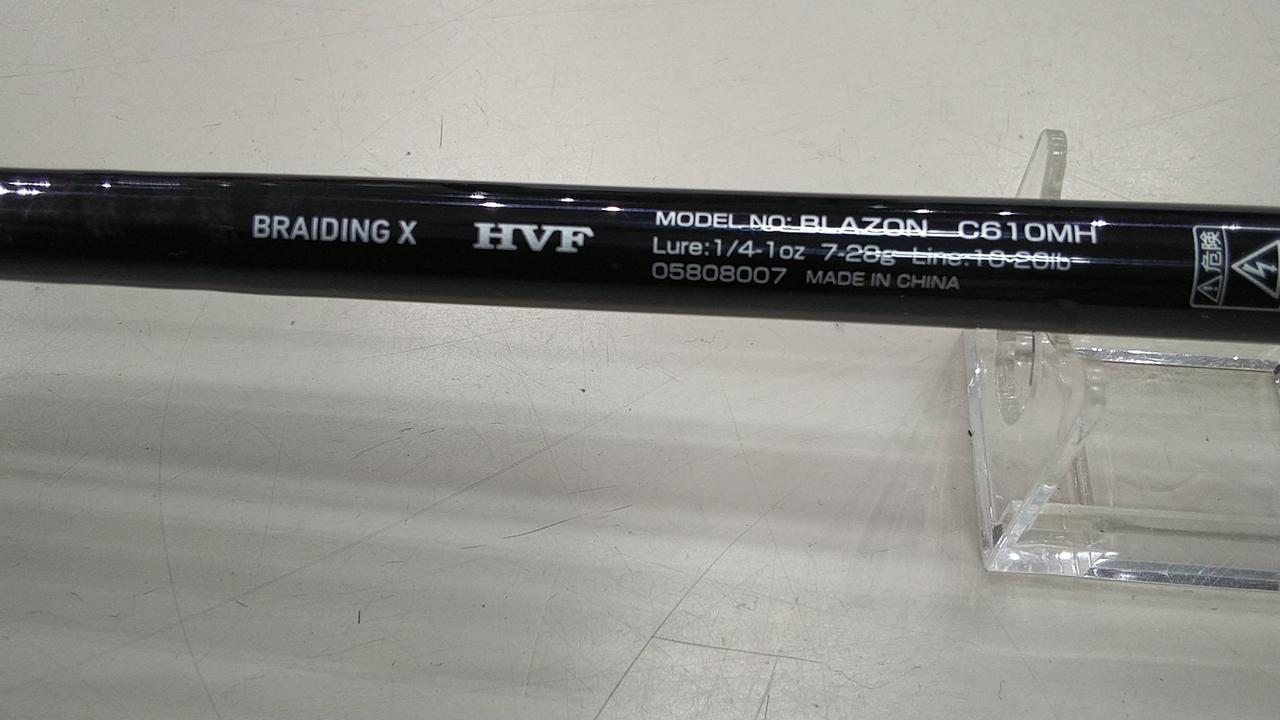 BRAIDING X
HVF
MODEL NO: BLAZON C610MH
Lure:1/4-1oz 7-28g Line:10-20lb
05808007 MADE IN CHINA
危険